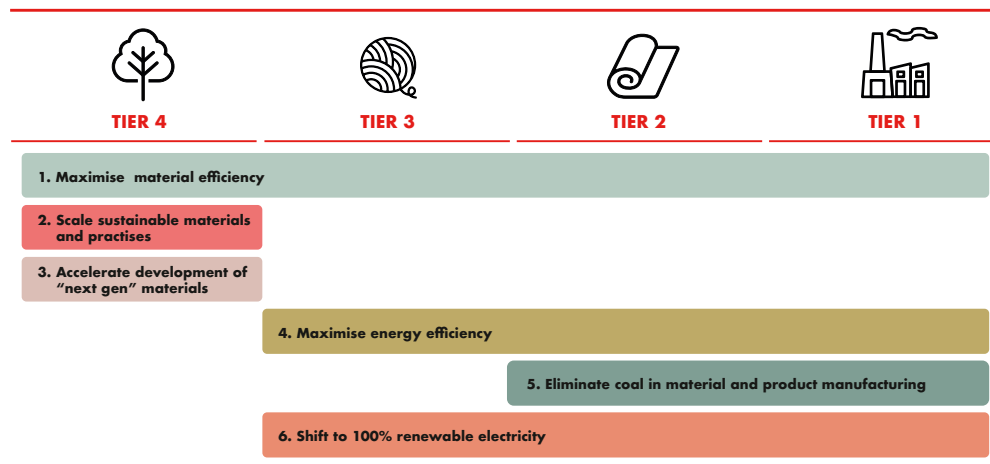 TIER 4
TIER 3
TIER 2
TIER 1
1. Maximise material efficiency
2. Scale sustainable materials
and practises
3. Accelerate development of
“next gen” materials
4. Maximise energy efficiency
5. Eliminate coal in material and product manufacturing
6. Shift to 100% renewable electricity